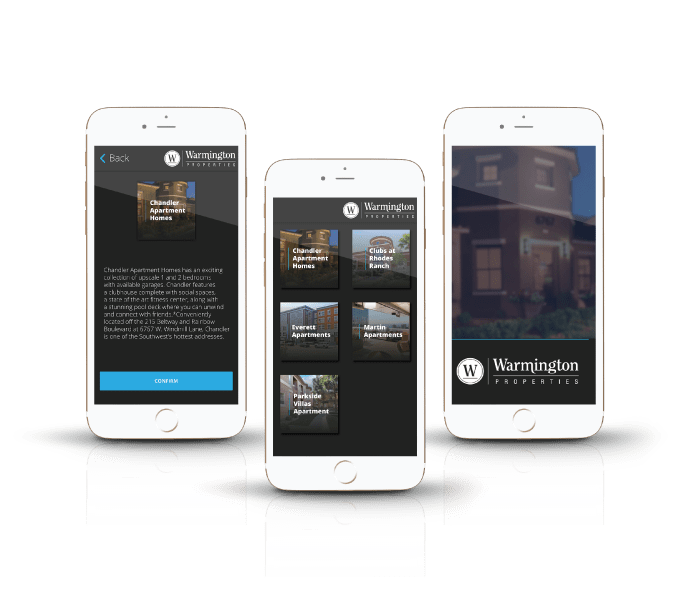 Back
W Warmington
PROPERTIES
Chandler
Apartment
Homes
Chandler Apartment Homes has an exciting
collection of upscale 1 and 2 bedrooms
with available garages. Chandler features
a clubhouse complete with social spaces,
a state of the art fitness center, along with
a stunning pool deck where you can unwind
and connect with friends.*Conveniently
located off the 215 Beltway and Rainbow
Boulevard at 6767 W. Windmill Lane, Chandler
is one of the Southwest's hottest addresses.
CONFIRM
W Warmington
PROPERTIES
Chandler
Apartment
Homes
Clubs at
Rhodes
Ranch
Everett
Apartments
Martin
Apartments
Parkside
Villas
Apartment
W Warmington
PROPERTIES